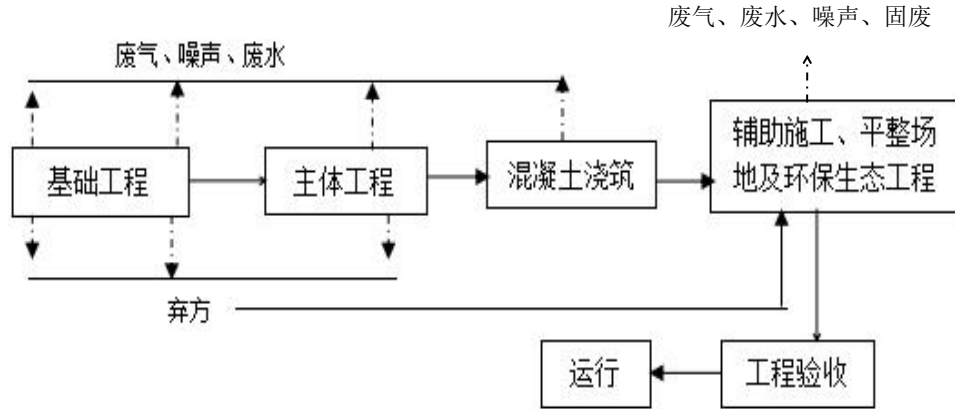 废气、废水、噪声、固废
废气、噪声、废水
基础工程
主体工程
混凝土浇筑
辅助施工、平整场
地及环保生态工程
弃方
运行
工程验收